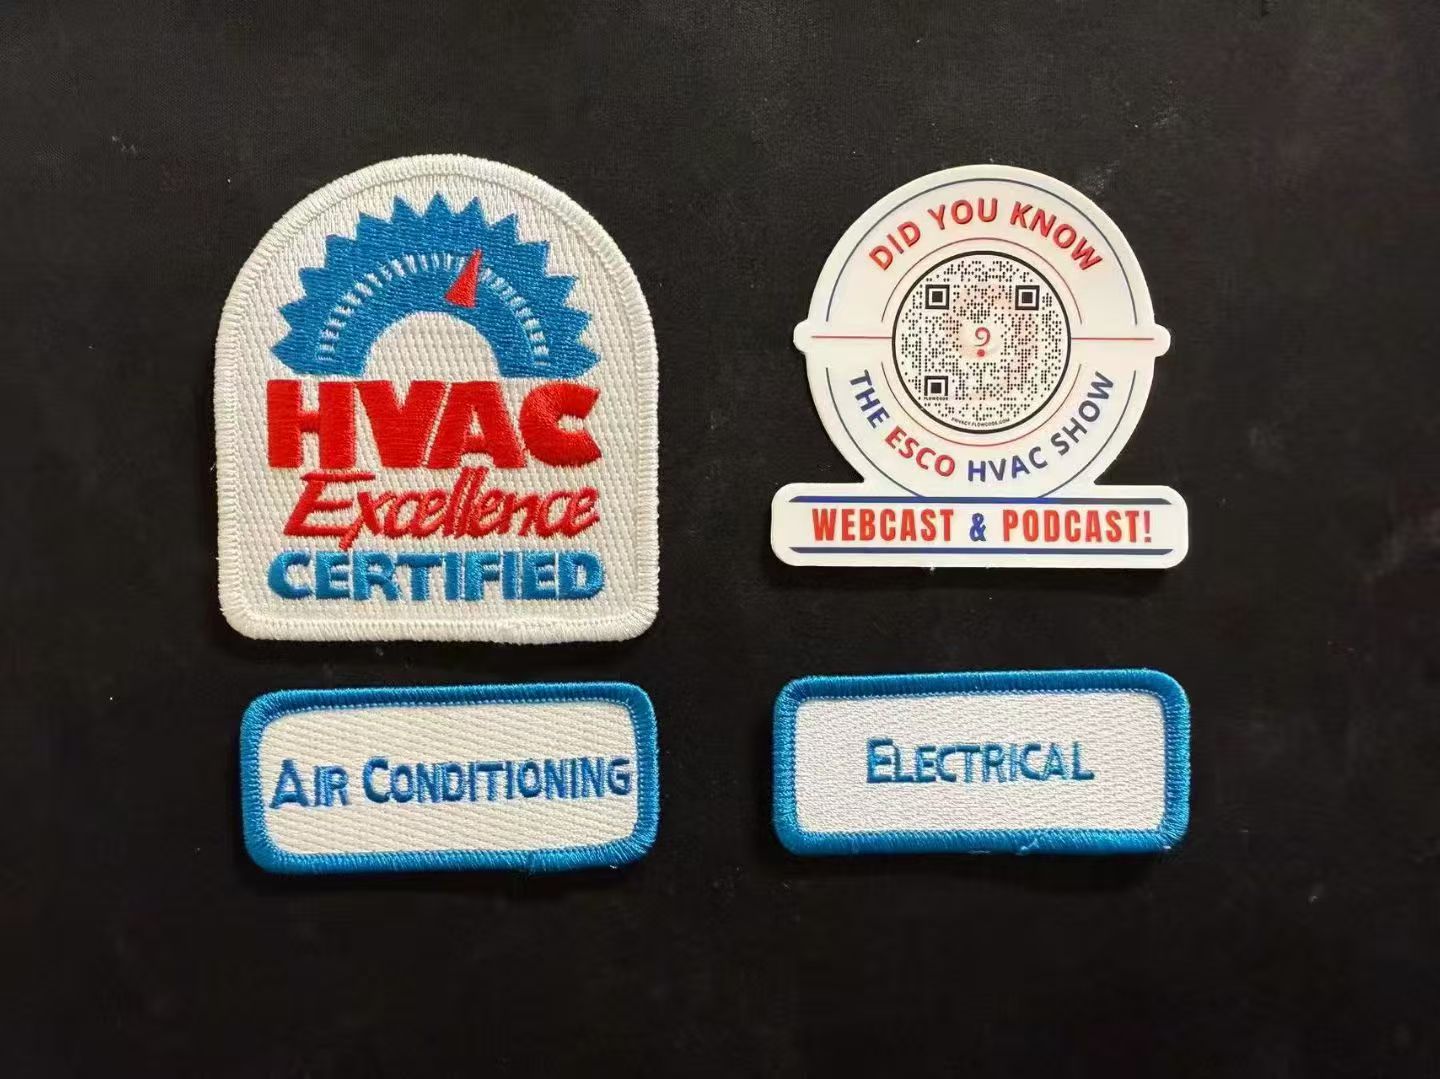 HVAC
Excellence
CERTIFIED
DID YOU KNOW
THE ESCO HVAC SHOW
WEBCAST & PODCAST!
AIR CONDITIONING
ELECTRICAL